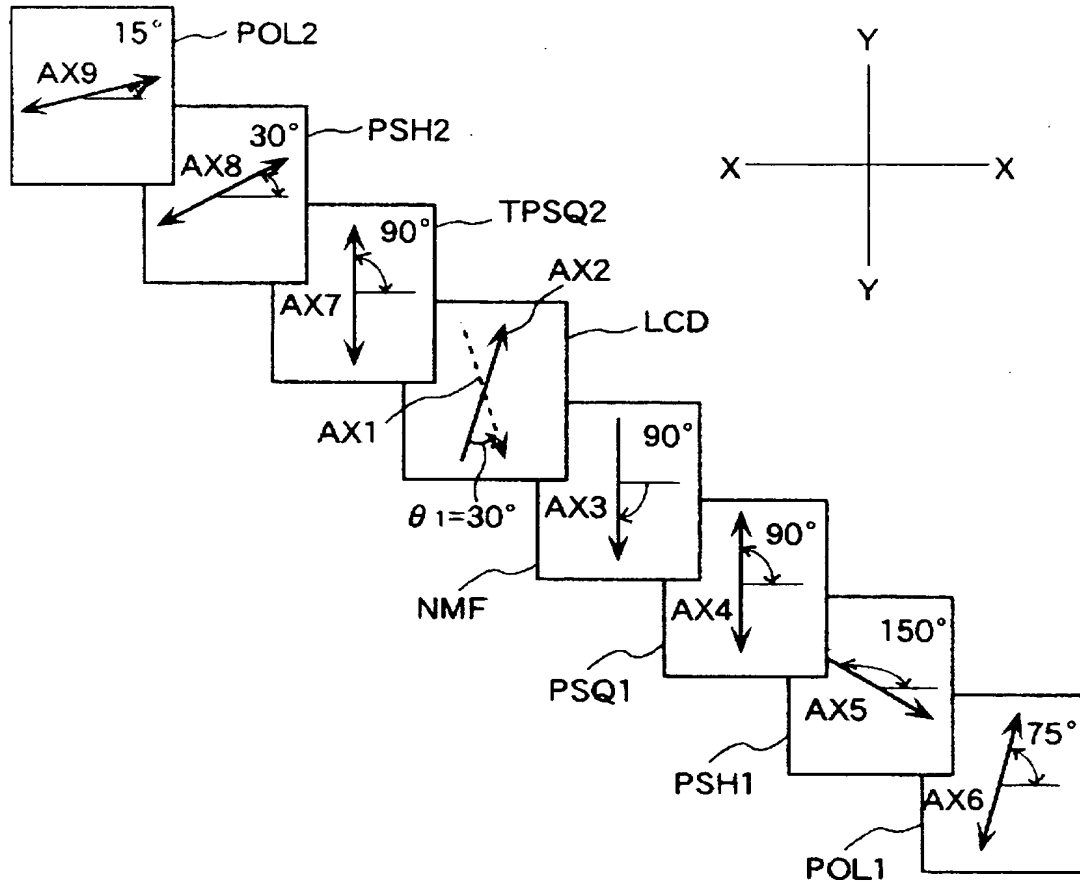 15°
POL2
AX9
30°
PSH2
AX8
90°
TPSQ2
AX7
AX2
LCD
AX1
θ1=30°
90°
AX3
NMF
90°
AX4
PSQ1
150°
AX5
PSH1
75°
AX6
POL1
Y
X
X
Y